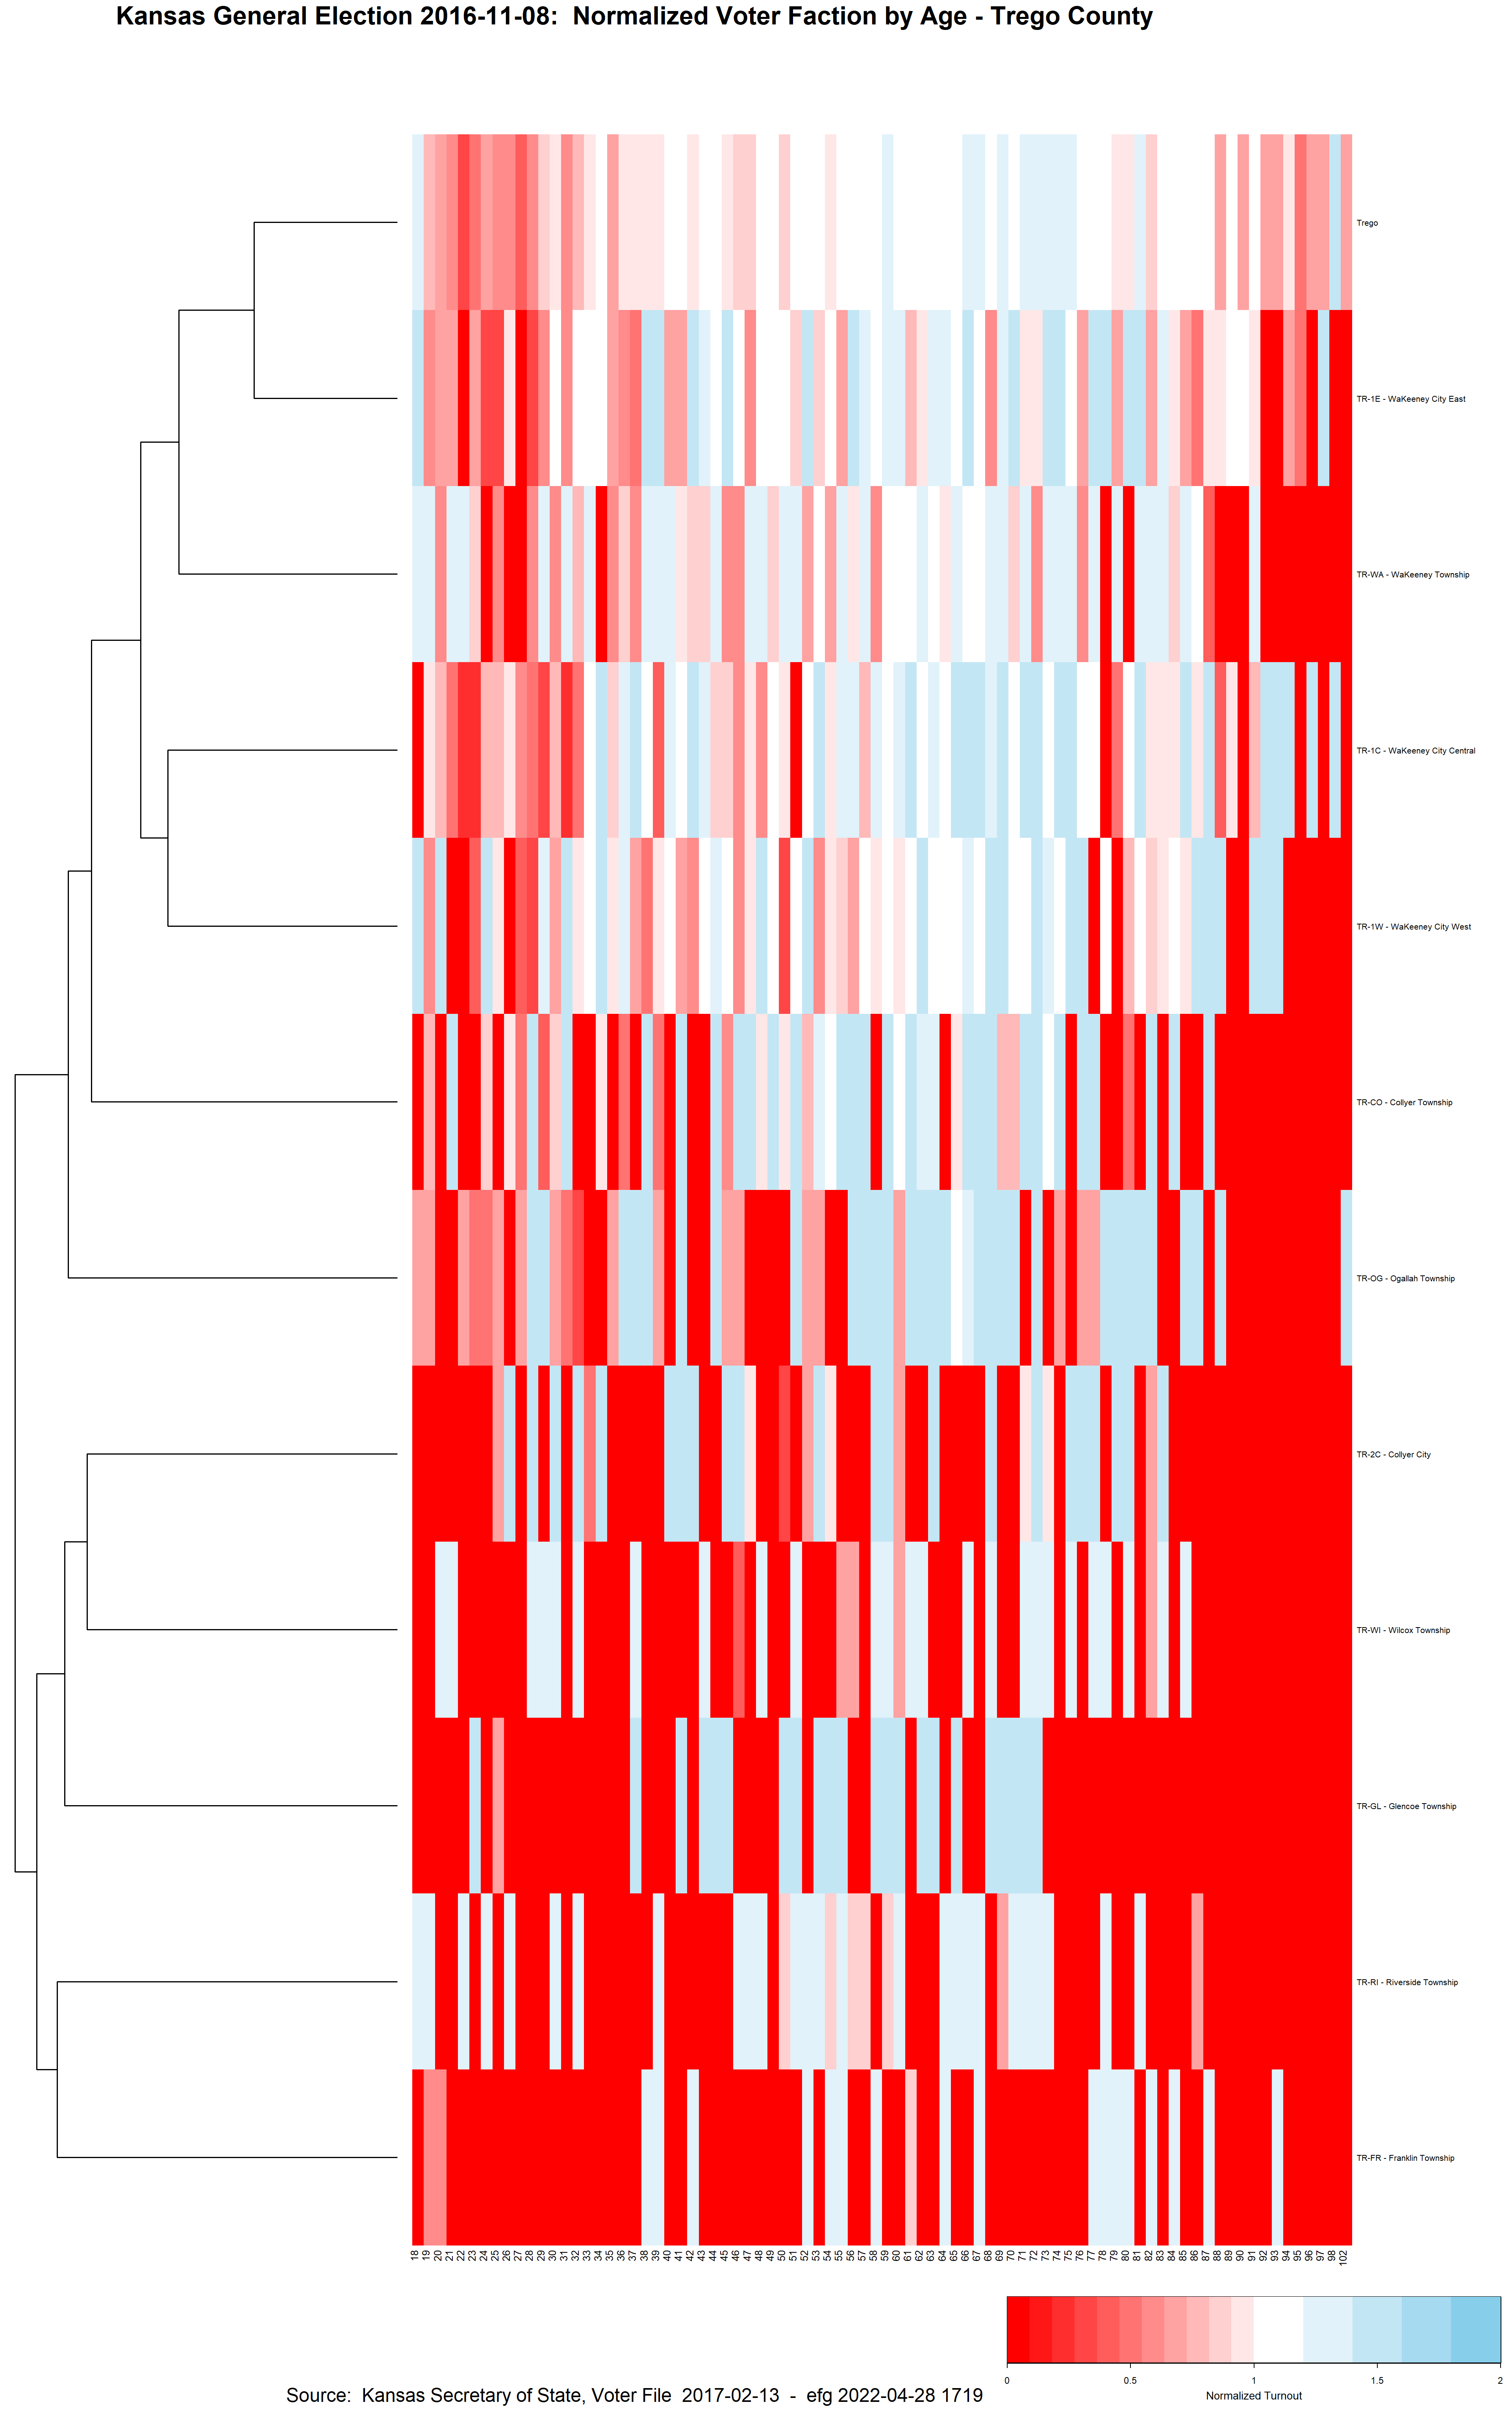 Kansas General Election 2016-11-08:  Normalized Voter Faction by Age - Trego County
Trego
TR-1E - WaKeeney City East
TR-WA - WaKeeney Township
TR-1C - WaKeeney City Central
TR-1W - WaKeeney City West
TR-CO - Collyer Township
TR-OG - Ogallah Township
TR-2C - Collyer City
TR-WI - Wilcox Township
TR-GL - Glencoe Township
TR-RI - Riverside Township
TR-FR - Franklin Township
18 19 20 21 22 23 24 25 26 27 28 29 30 31 32 33 34 35 36 37 38 39 40 41 42 43 44 45 46 47 48 49 50 51 52 53 54 55 56 57 58 59 60 61 62 63 64 65 66 67 68 69 70 71 72 73 74 75 76 77 78 79 80 81 82 83 84 85 86 87 88 89 90 91 92 93 94 95 96 97 98 102
0 0.5 1 1.5 2
Normalized Turnout
Source:  Kansas Secretary of State, Voter File  2017-02-13  -  efg 2022-04-28 1719